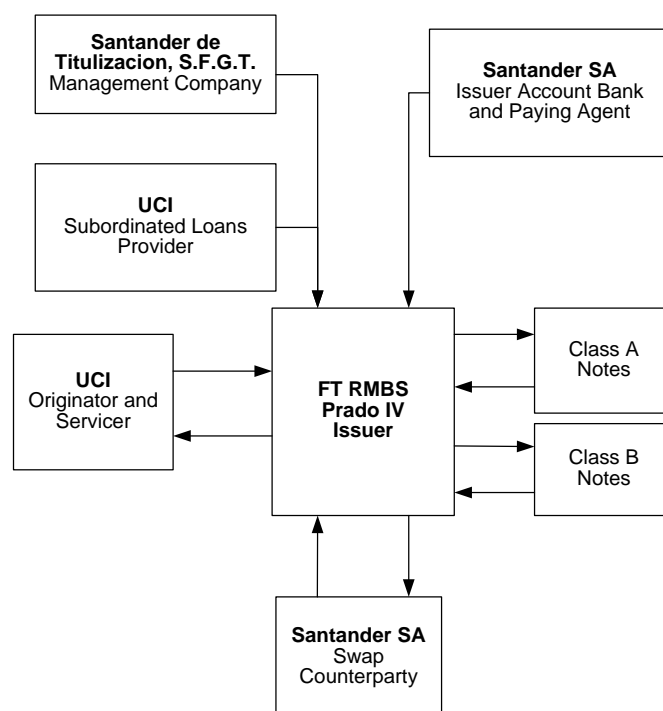 Santander de
Titulizacion, S.F.G.T.
Management Company
Santander SA
Issuer Account Bank
and Paying Agent
UCI
Subordinated Loans
Provider
UCI
Originator and
Servicer
FT RMBS
Prado IV
Issuer
Class A
Notes
Class B
Notes
Santander SA
Swap
Counterparty